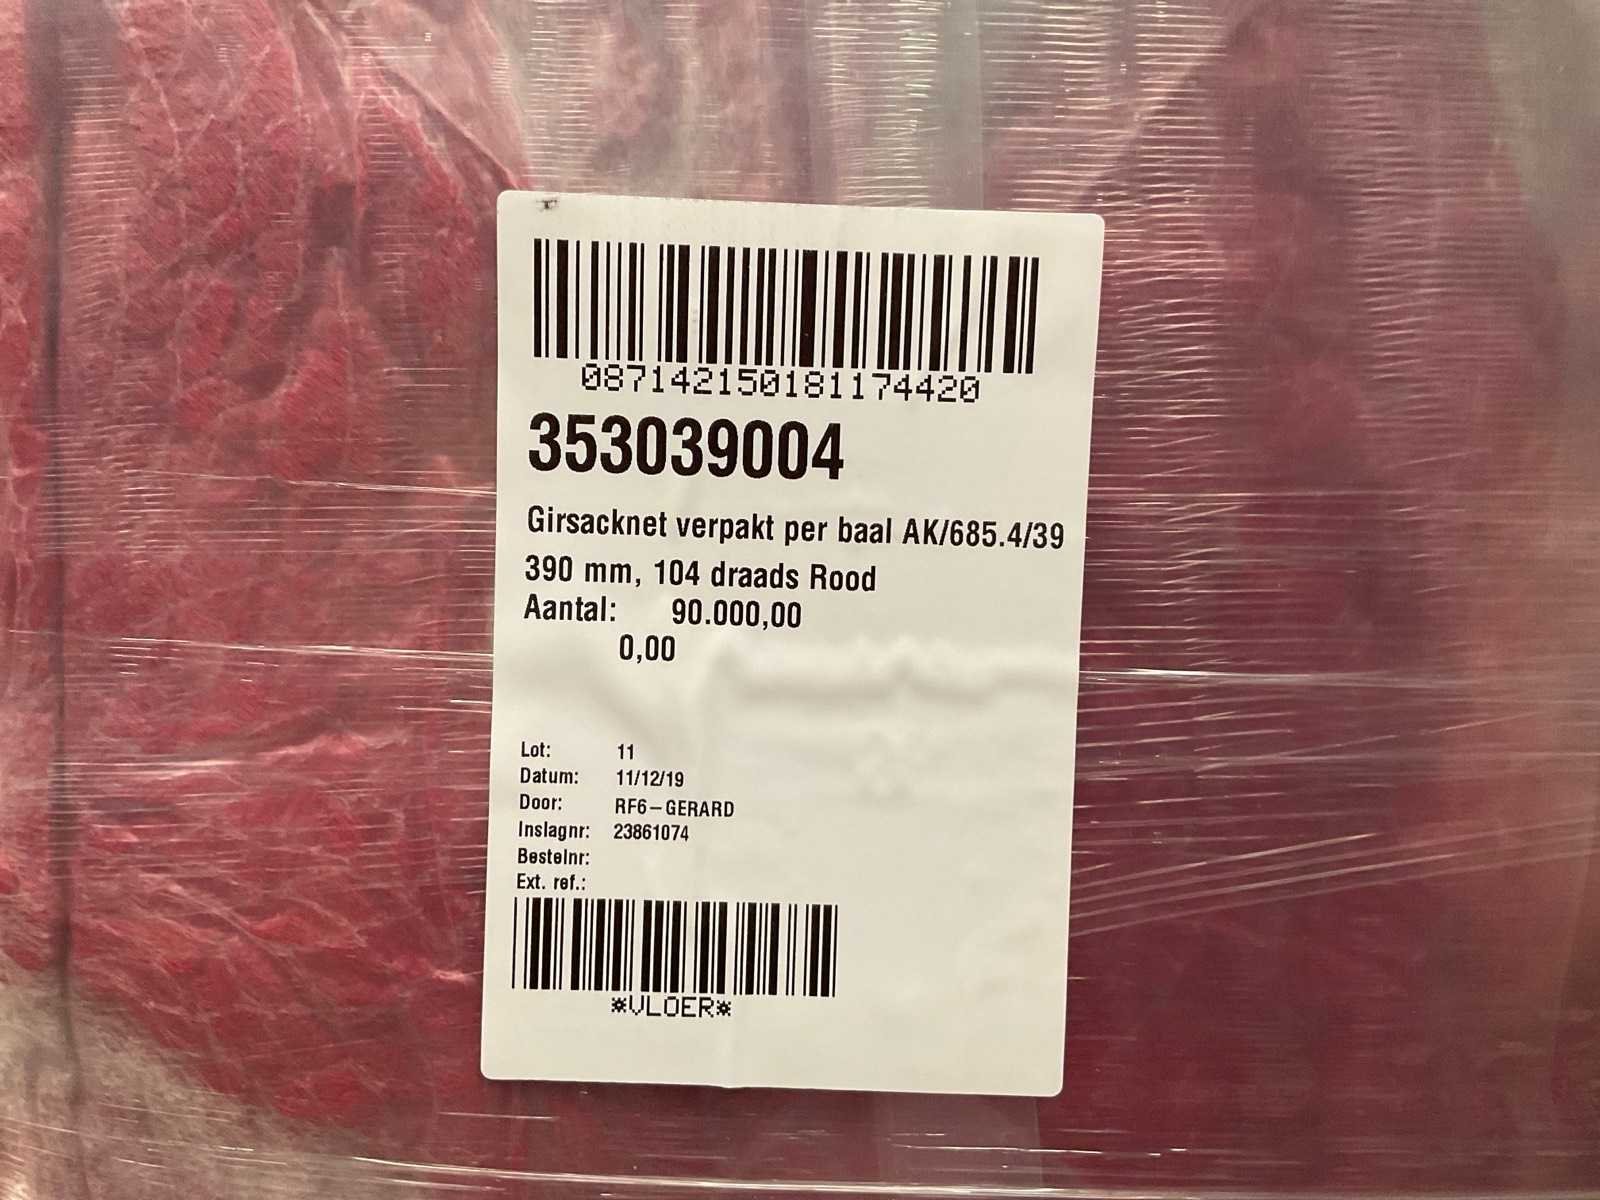 087142150181174420
353039004
Girsacknet verpakt per baal AK/685.4/39
390 mm, 104 draads Rood
Aantal: 90.000,00
0,00
Lot: 11
Datum: 11/12/19
Door: RF6-GERARD
Inslagnr: 23861074
Bestelnr:
Ext. ref.:
*VLOER*